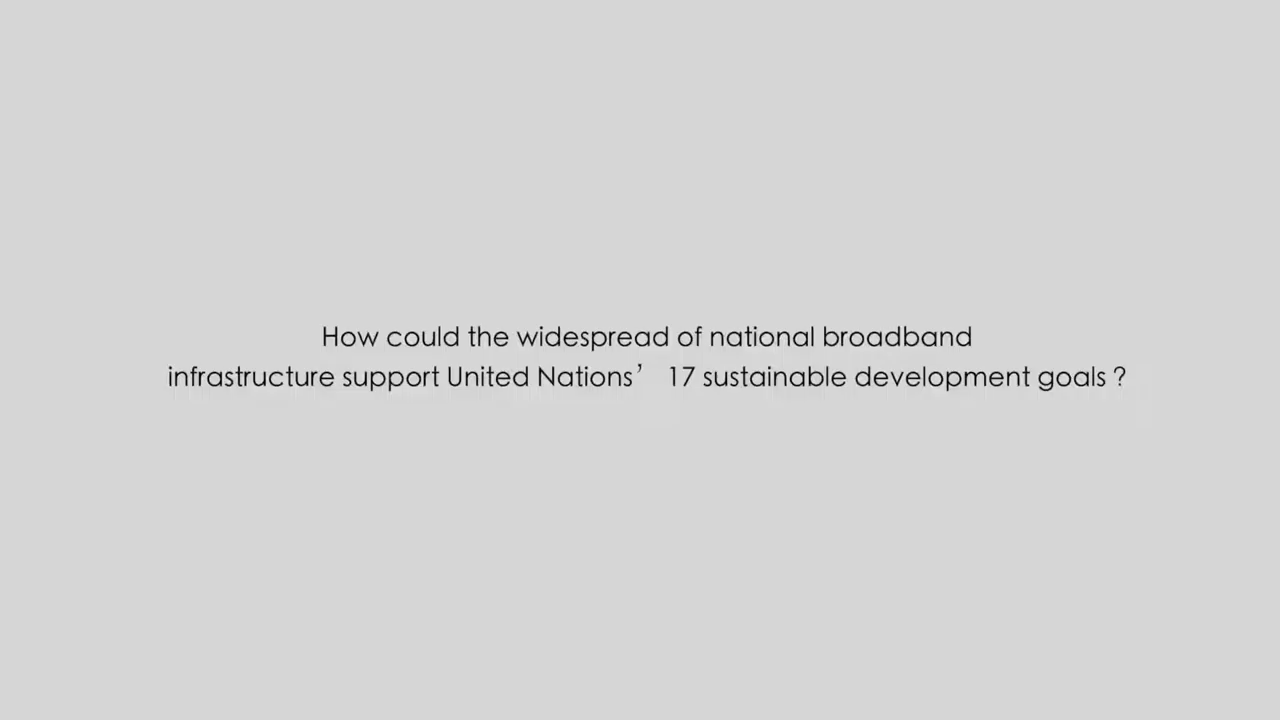 How could the widespread of national broadband
infrastructure support United Nations’ 17 sustainable development goals ?